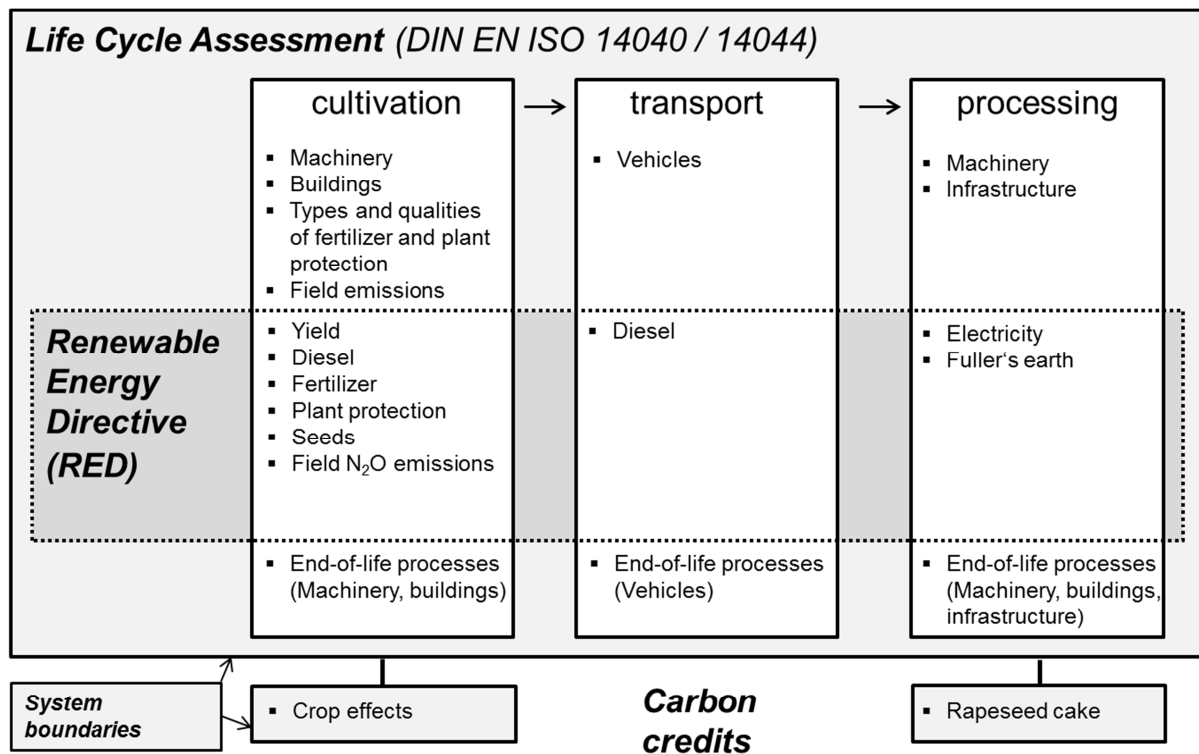 Life Cycle Assessment (DIN EN ISO 14040 / 14044)
cultivation
▪ Machinery
▪ Buildings
▪ Types and qualities
of fertilizer and plant
protection
▪ Field emissions
▪ Yield
▪ Diesel
▪ Fertilizer
▪ Plant protection
▪ Seeds
▪ Field N₂O emissions
▪ End-of-life processes
(Machinery, buildings)
→
transport
▪ Vehicles
▪ Diesel
▪ End-of-life processes
(Vehicles)
→
processing
▪ Machinery
▪ Infrastructure
▪ Electricity
▪ Fuller‘s earth
▪ End-of-life processes
(Machinery, buildings,
infrastructure)
Renewable
Energy
Directive
(RED)
System
boundaries
▪ Crop effects
Carbon
credits
▪ Rapeseed cake